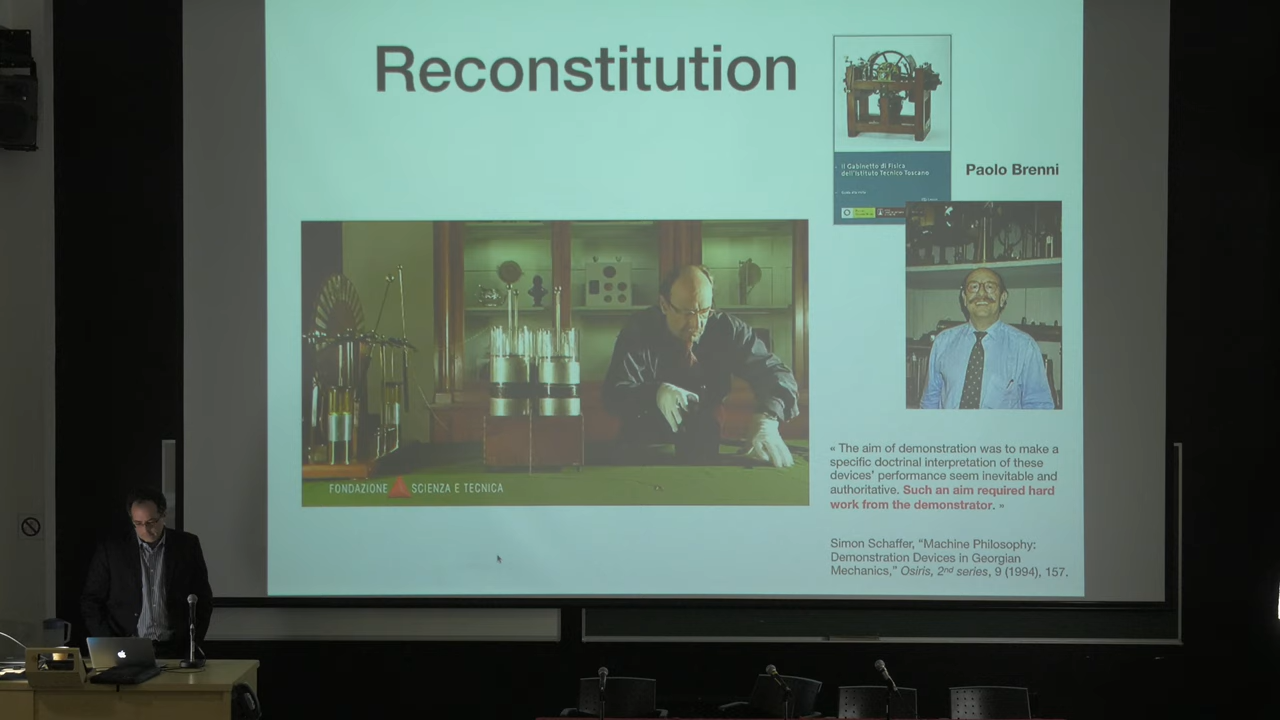 Reconstitution
Il Gabinetto di Fisica
dell'Istituto Tecnico Toscano
Paolo Brenni
FONDAZIONE SCIENZA E TECNICA
« The aim of demonstration was to make a
specific doctrinal interpretation of these
devices' performance seem inevitable and
authoritative. Such an aim required hard
work from the demonstrator. »
Simon Schaffer, “Machine Philosophy:
Demonstration Devices in Georgian
Mechanics,” Osiris, 2nd series, 9 (1994), 157.